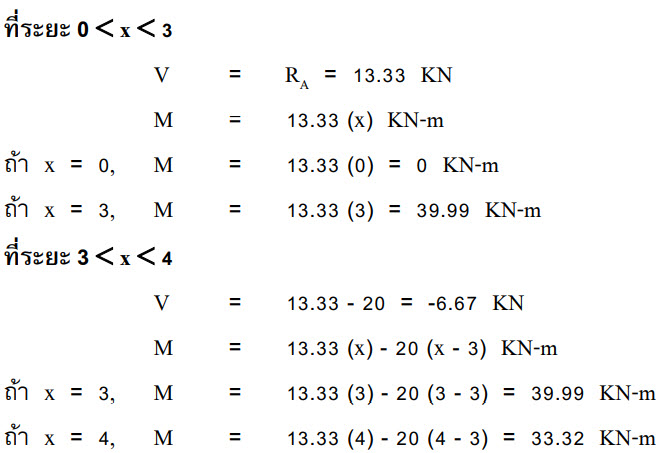 ที่ระยะ 0 < x < 3
V = RA = 13.33 KN
M = 13.33 (x) KN-m
ถ้า x = 0, M = 13.33 (0) = 0 KN-m
ถ้า x = 3, M = 13.33 (3) = 39.99 KN-m
ที่ระยะ 3 < x < 4
V = 13.33 - 20 = -6.67 KN
M = 13.33 (x) - 20 (x - 3) KN-m
ถ้า x = 3, M = 13.33 (3) - 20 (3 - 3) = 39.99 KN-m
ถ้า x = 4, M = 13.33 (4) - 20 (4 - 3) = 33.32 KN-m